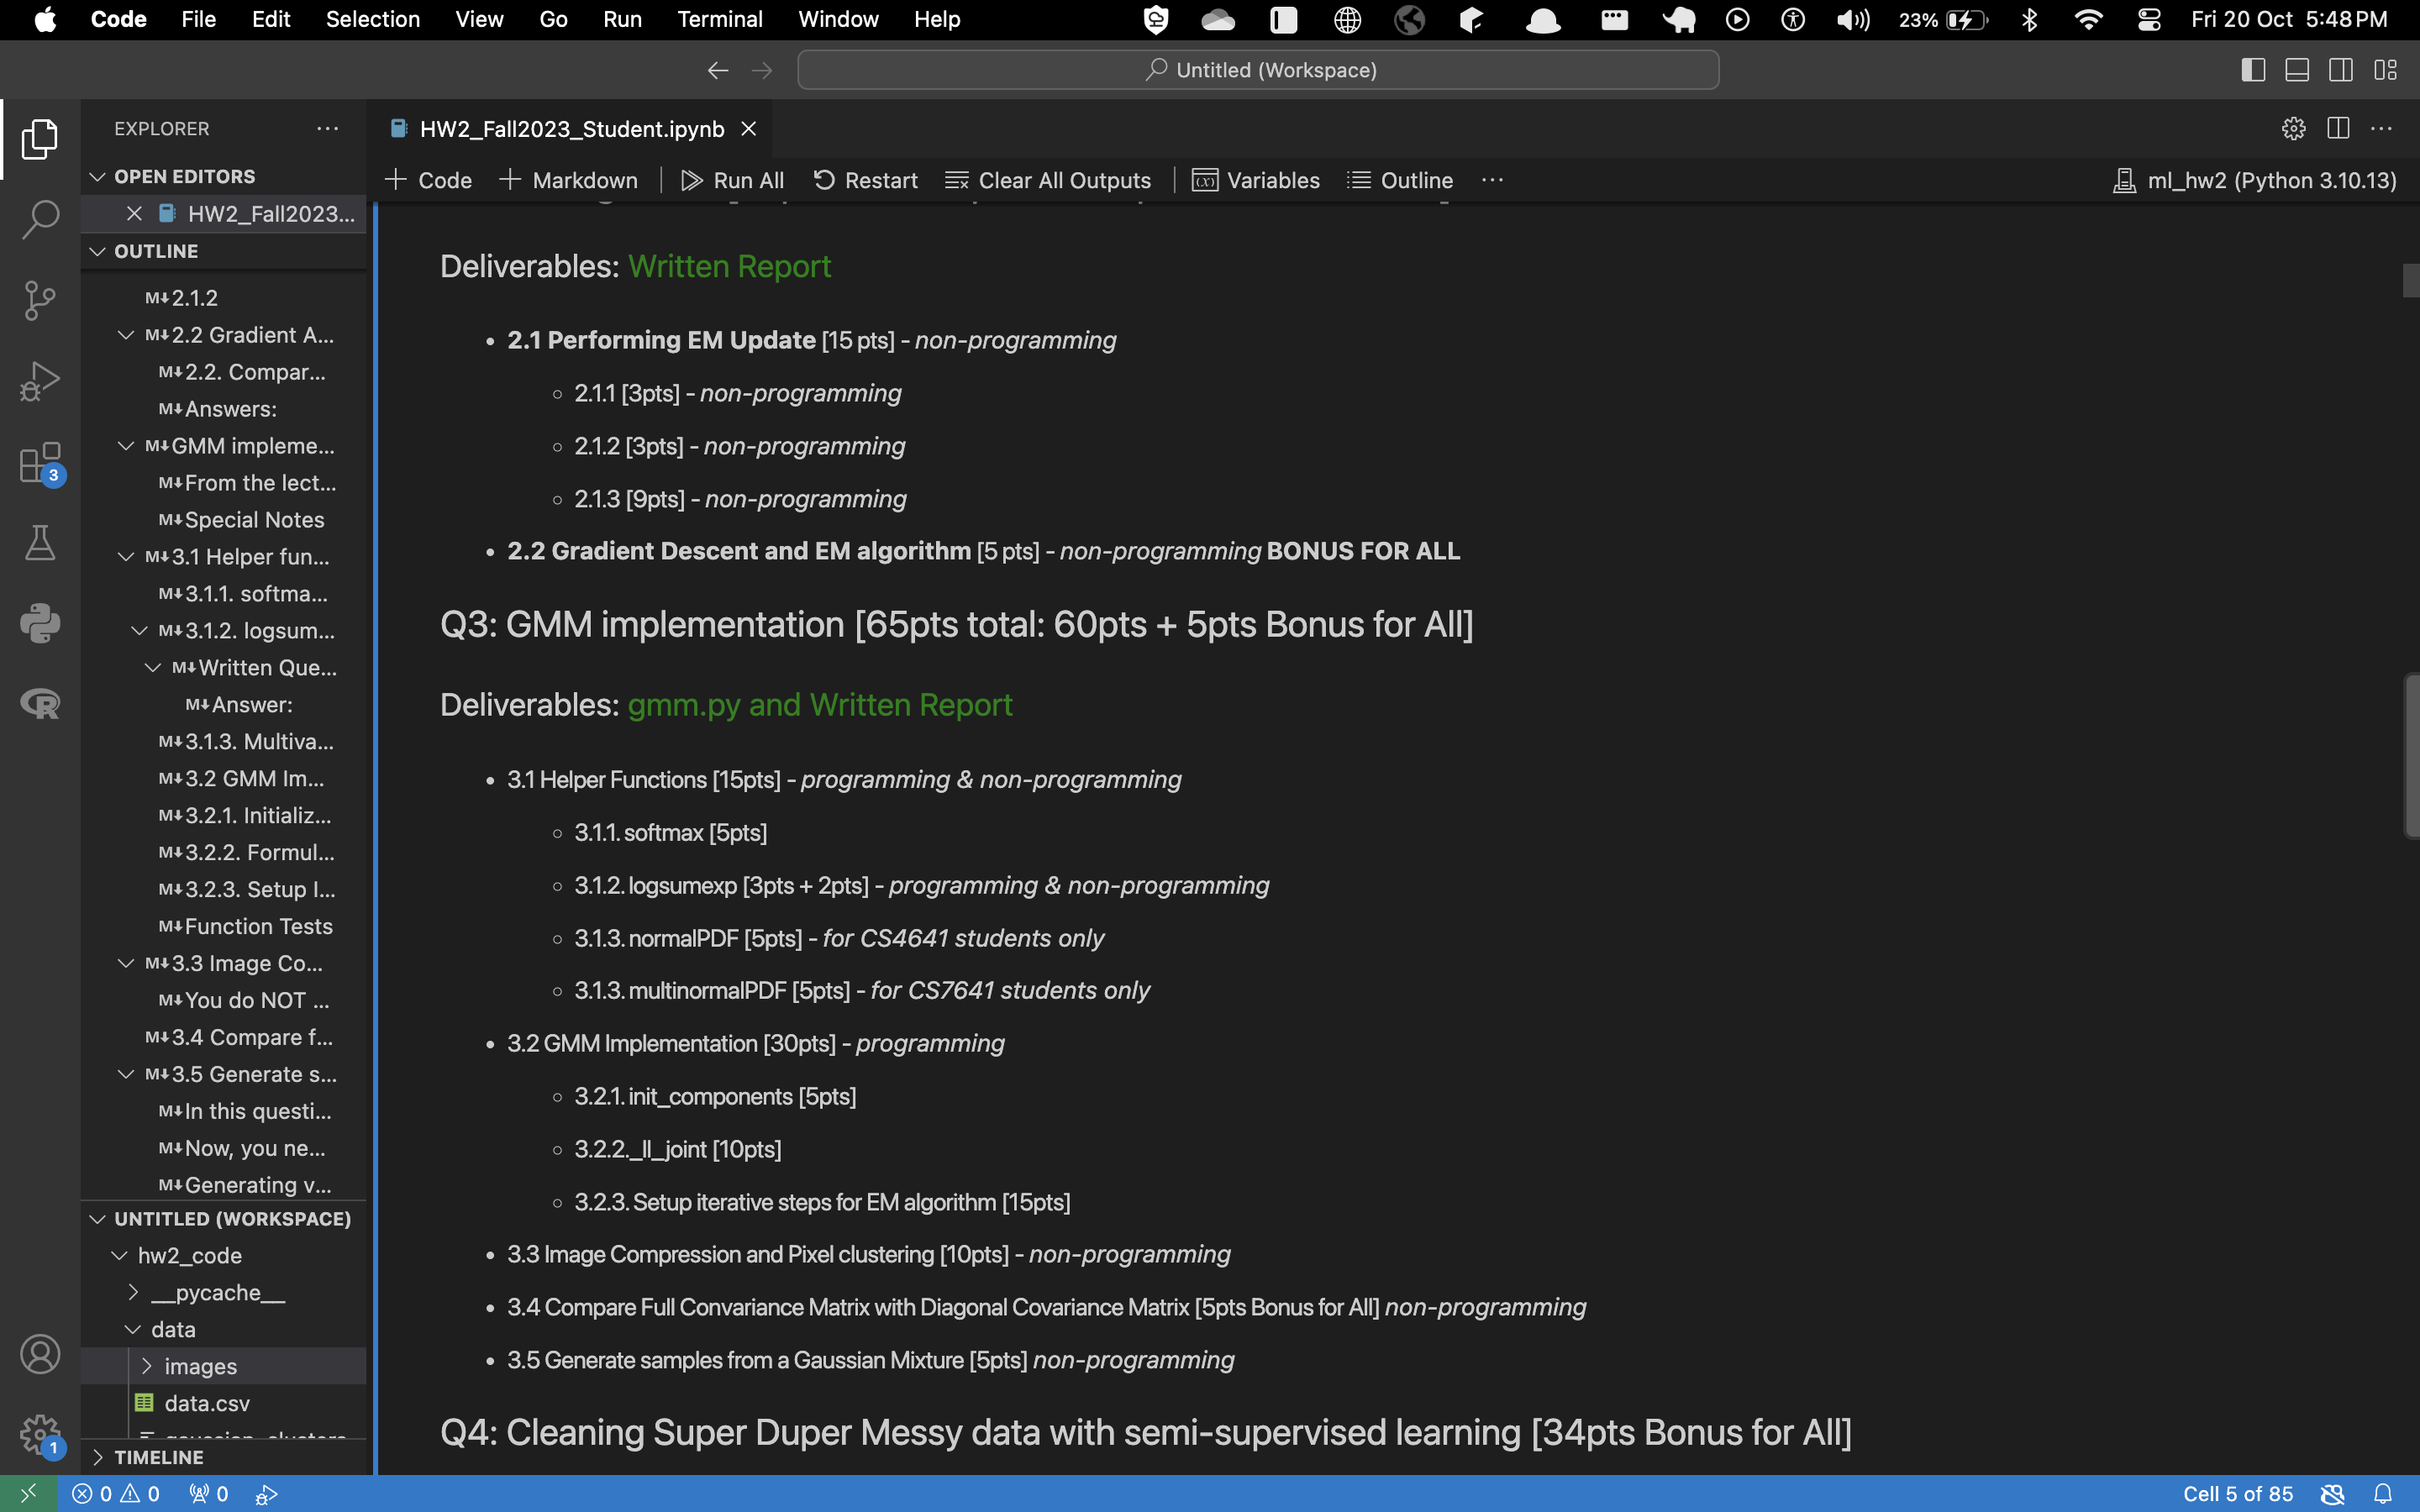 Code File Edit Selection View Go Run Terminal Window Help 23% Fri 20 Oct 5:48 PM
Untitled (Workspace)
EXPLORER
OPEN EDITORS
HW2_Fall2023...
OUTLINE
2.1.2
2.2 Gradient A...
2.2. Compar...
Answers:
GMM impleme...
From the lect...
Special Notes
3.1 Helper fun...
3.1.1. softma...
3.1.2. logsum...
Written Que...
Answer:
3.1.3. Multiva...
3.2 GMM Im...
3.2.1. Initializ...
3.2.2. Formul...
3.2.3. Setup I...
Function Tests
3.3 Image Co...
You do NOT ...
3.4 Compare f...
3.5 Generate s...
In this questi...
Now, you ne...
Generating v...
UNTITLED (WORKSPACE)
hw2_code
__pycache__
data
images
data.csv
TIMELINE
3
1
HW2_Fall2023_Student.ipynb
Code Markdown Run All Restart Clear All Outputs Variables Outline ... ml_hw2 (Python 3.10.13)
Deliverables: Written Report
• 2.1 Performing EM Update [15 pts] - non-programming
◦ 2.1.1 [3pts] - non-programming
◦ 2.1.2 [3pts] - non-programming
◦ 2.1.3 [9pts] - non-programming
• 2.2 Gradient Descent and EM algorithm [5 pts] - non-programming BONUS FOR ALL
Q3: GMM implementation [65pts total: 60pts + 5pts Bonus for All]
Deliverables: gmm.py and Written Report
• 3.1 Helper Functions [15pts] - programming & non-programming
◦ 3.1.1. softmax [5pts]
◦ 3.1.2. logsumexp [3pts + 2pts] - programming & non-programming
◦ 3.1.3. normalPDF [5pts] - for CS4641 students only
◦ 3.1.3. multinormalPDF [5pts] - for CS7641 students only
• 3.2 GMM Implementation [30pts] - programming
◦ 3.2.1. init_components [5pts]
◦ 3.2.2. _ll_joint [10pts]
◦ 3.2.3. Setup iterative steps for EM algorithm [15pts]
• 3.3 Image Compression and Pixel clustering [10pts] - non-programming
• 3.4 Compare Full Convariance Matrix with Diagonal Covariance Matrix [5pts Bonus for All] non-programming
• 3.5 Generate samples from a Gaussian Mixture [5pts] non-programming
Q4: Cleaning Super Duper Messy data with semi-supervised learning [34pts Bonus for All]
0 0 0 Cell 5 of 85